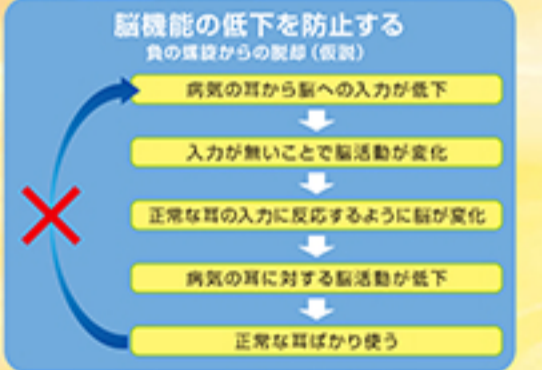 脳機能の低下を防止する
負の螺旋からの脱却（仮説）
病気の耳から脳への入力が低下
入力が無いことで脳活動が変化
正常な耳の入力に反応するように脳が変化
病気の耳に対する脳活動が低下
正常な耳ばかり使う